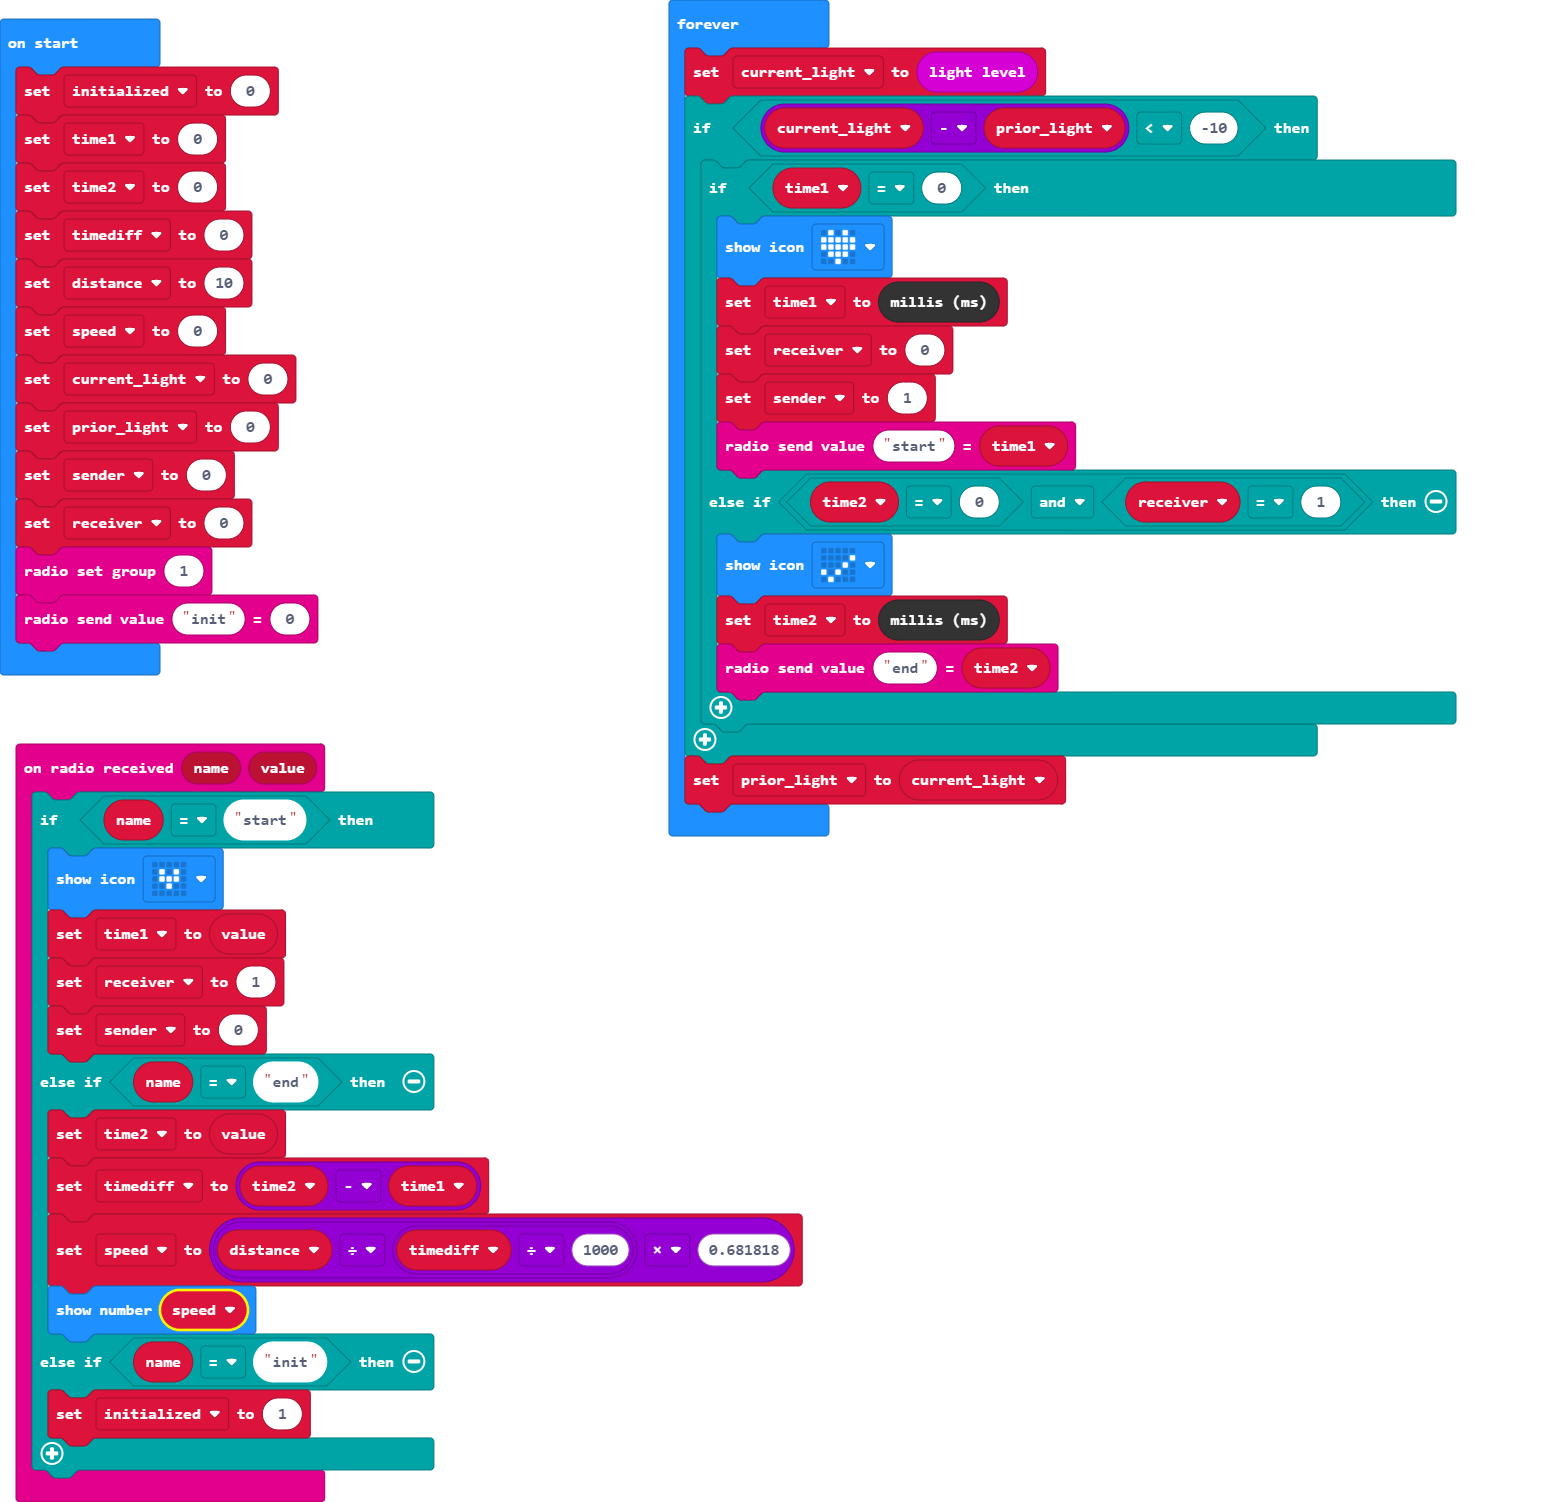 on start
set initialized to 0
set time1 to 0
set time2 to 0
set timediff to 0
set distance to 10
set speed to 0
set current_light to 0
set prior_light to 0
set sender to 0
set receiver to 0
radio set group 1
radio send value "init" = 0
forever
set current_light to light level
if current_light - prior_light < -10 then
if time1 = 0 then
show icon
set time1 to millis (ms)
set receiver to 0
set sender to 1
radio send value "start" = time1
else if time2 = 0 and receiver = 1 then
show icon
set time2 to millis (ms)
radio send value "end" = time2
set prior_light to current_light
on radio received name value
if name = "start" then
show icon
set time1 to value
set receiver to 1
set sender to 0
else if name = "end" then
set time2 to value
set timediff to time2 - time1
set speed to distance ÷ timediff ÷ 1000 × 0.681818
show number speed
else if name = "init" then
set initialized to 1